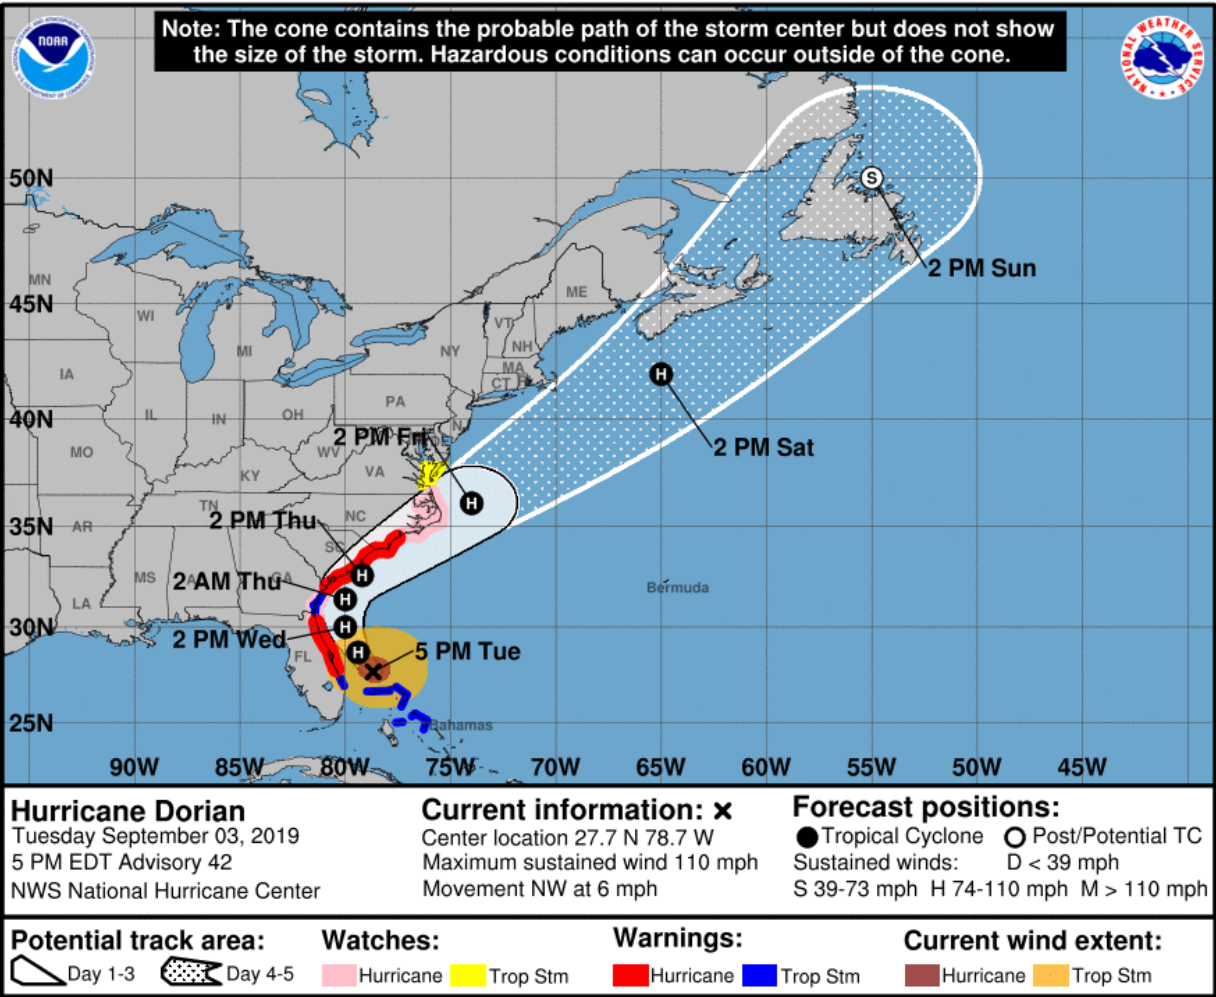 Note: The cone contains the probable path of the storm center but does not show
the size of the storm. Hazardous conditions can occur outside of the cone.
NOAA
NATIONAL WEATHER SERVICE
50N
2 PM Sun
MN
45N
WI
ME
VT
MI
NY
NH
MA
IA
CT
2 PM Sat
40N
IL
IN
OH
PA
2 PM Fri
MO
WV
KY
VA
TN
NC
35N
AR
2 PM Thu
SC
MS
2 AM Thu
GA
LA
Bermuda
30N
2 PM Wed
FL
5 PM Tue
25N
Bahamas
90W 85W 80W 75W 70W 65W 60W 55W 50W 45W
S
H
H
H
H
H
H
Hurricane Dorian
Tuesday September 03, 2019
5 PM EDT Advisory 42
NWS National Hurricane Center
Current information: x
Center location 27.7 N 78.7 W
Maximum sustained wind 110 mph
Movement NW at 6 mph
Forecast positions:
Tropical Cyclone Post/Potential TC
Sustained winds: D < 39 mph
S 39-73 mph H 74-110 mph M > 110 mph
Potential track area:
Day 1-3 Day 4-5
Watches:
Hurricane Trop Stm
Warnings:
Hurricane Trop Stm
Current wind extent:
Hurricane Trop Stm